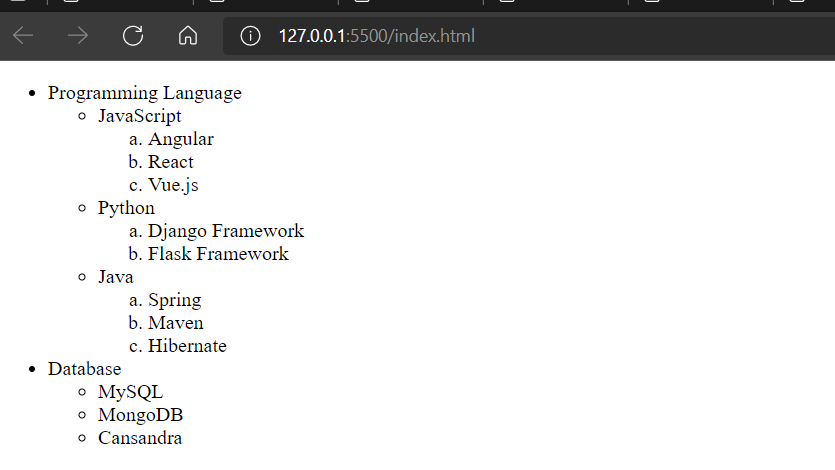 127.0.0.1:5500/index.html
• Programming Language
◦ JavaScript
a. Angular
b. React
c. Vue.js
◦ Python
a. Django Framework
b. Flask Framework
◦ Java
a. Spring
b. Maven
c. Hibernate
• Database
◦ MySQL
◦ MongoDB
◦ Cansandra